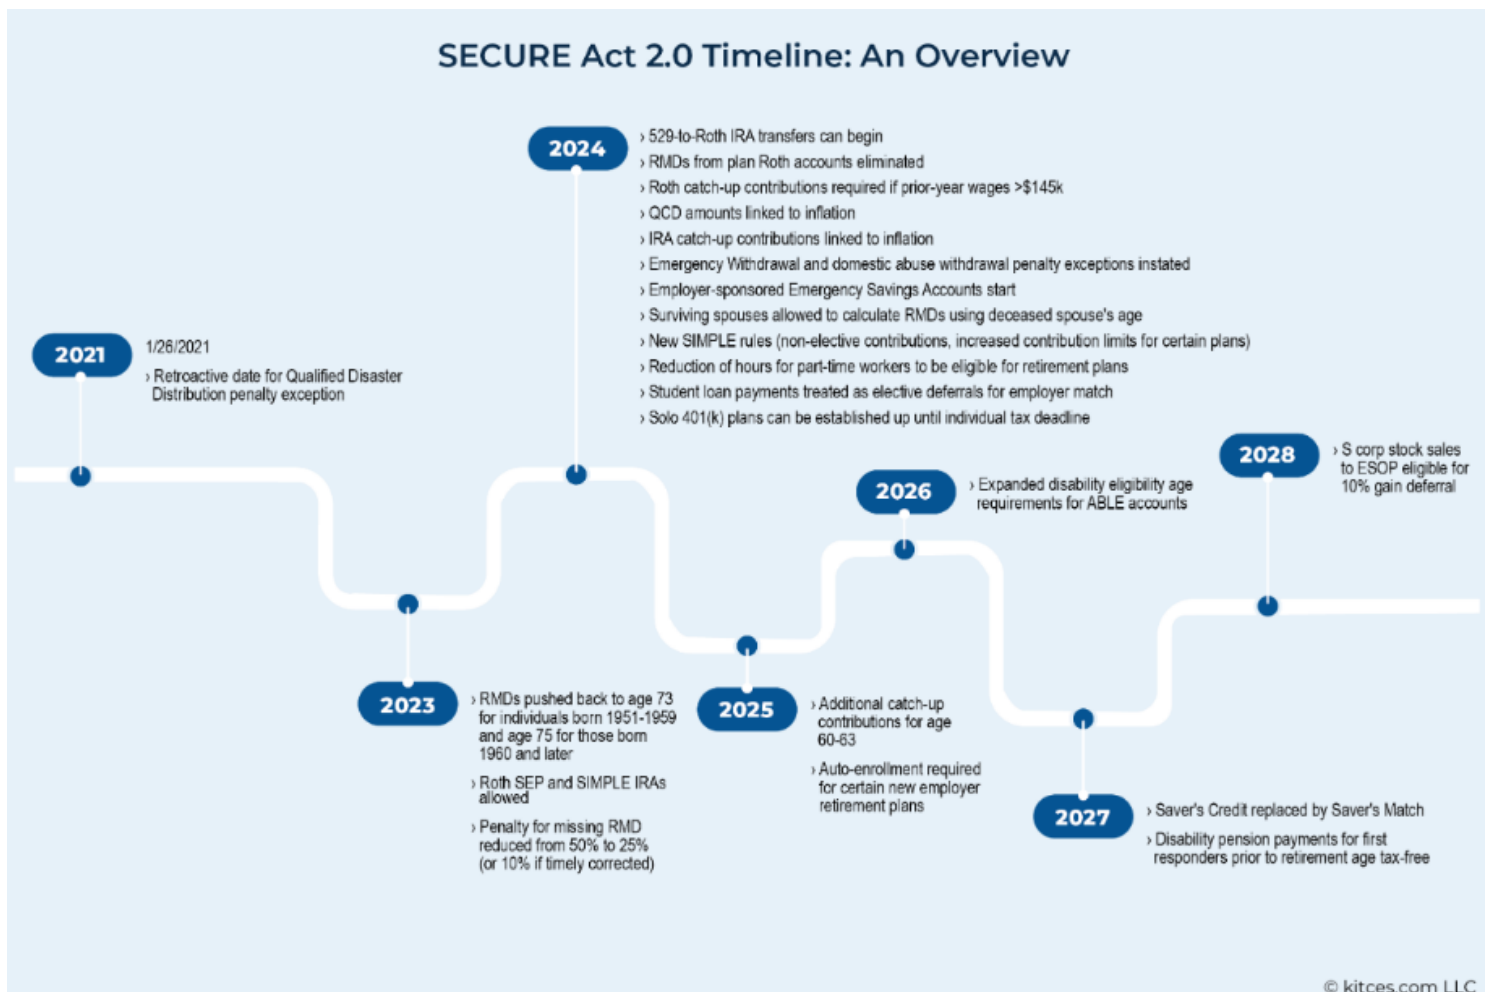 SECURE Act 2.0 Timeline: An Overview
2021
1/26/2021
› Retroactive date for Qualified Disaster
Distribution penalty exception
2023
› RMDs pushed back to age 73
for individuals born 1951-1959
and age 75 for those born
1960 and later
› Roth SEP and SIMPLE IRAs
allowed
› Penalty for missing RMD
reduced from 50% to 25%
(or 10% if timely corrected)
2024
› 529-to-Roth IRA transfers can begin
› RMDs from plan Roth accounts eliminated
› Roth catch-up contributions required if prior-year wages >$145k
› QCD amounts linked to inflation
› IRA catch-up contributions linked to inflation
› Emergency Withdrawal and domestic abuse withdrawal penalty exceptions instated
› Employer-sponsored Emergency Savings Accounts start
› Surviving spouses allowed to calculate RMDs using deceased spouse's age
› New SIMPLE rules (non-elective contributions, increased contribution limits for certain plans)
› Reduction of hours for part-time workers to be eligible for retirement plans
› Student loan payments treated as elective deferrals for employer match
› Solo 401(k) plans can be established up until individual tax deadline
2025
› Additional catch-up
contributions for age
60-63
› Auto-enrollment required
for certain new employer
retirement plans
2026
› Expanded disability eligibility age
requirements for ABLE accounts
2027
› Saver's Credit replaced by Saver's Match
› Disability pension payments for first
responders prior to retirement age tax-free
2028
› S corp stock sales
to ESOP eligible for
10% gain deferral
© kitces.com LLC